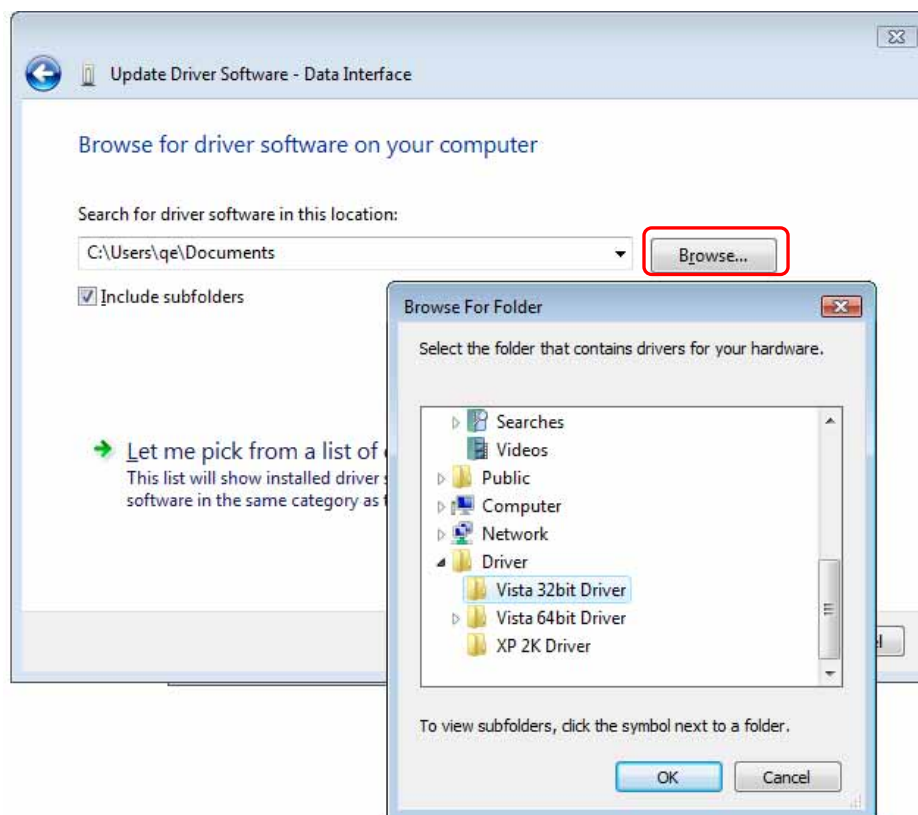 Update Driver Software - Data Interface
Browse for driver software on your computer
Search for driver software in this location:
C:\Users\qe\Documents
Browse...
Include subfolders
Let me pick from a list of
This list will show installed driver
software in the same category as
Browse For Folder
Select the folder that contains drivers for your hardware.
Searches
Videos
Public
Computer
Network
Driver
Vista 32bit Driver
Vista 64bit Driver
XP 2K Driver
To view subfolders, click the symbol next to a folder.
OK
Cancel